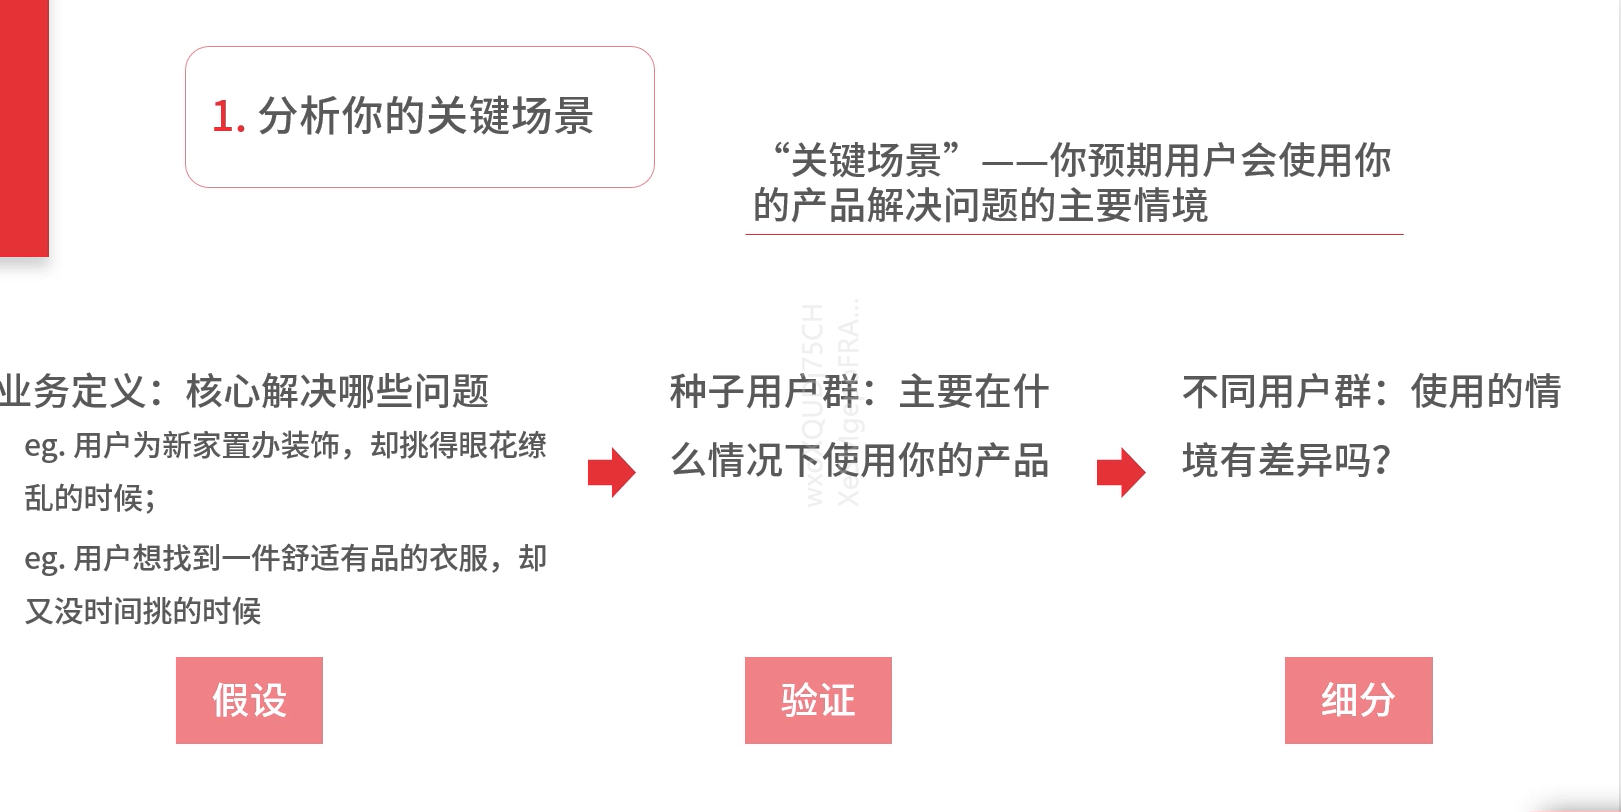 1. 分析你的关键场景
“关键场景”——你预期用户会使用你
的产品解决问题的主要情境
业务定义：核心解决哪些问题
eg. 用户为新家置办装饰，却挑得眼花缭
乱的时候；
eg. 用户想找到一件舒适有品的衣服，却
又没时间挑的时候
种子用户群：主要在什
么情况下使用你的产品
不同用户群：使用的情
境有差异吗？
假设
验证
细分